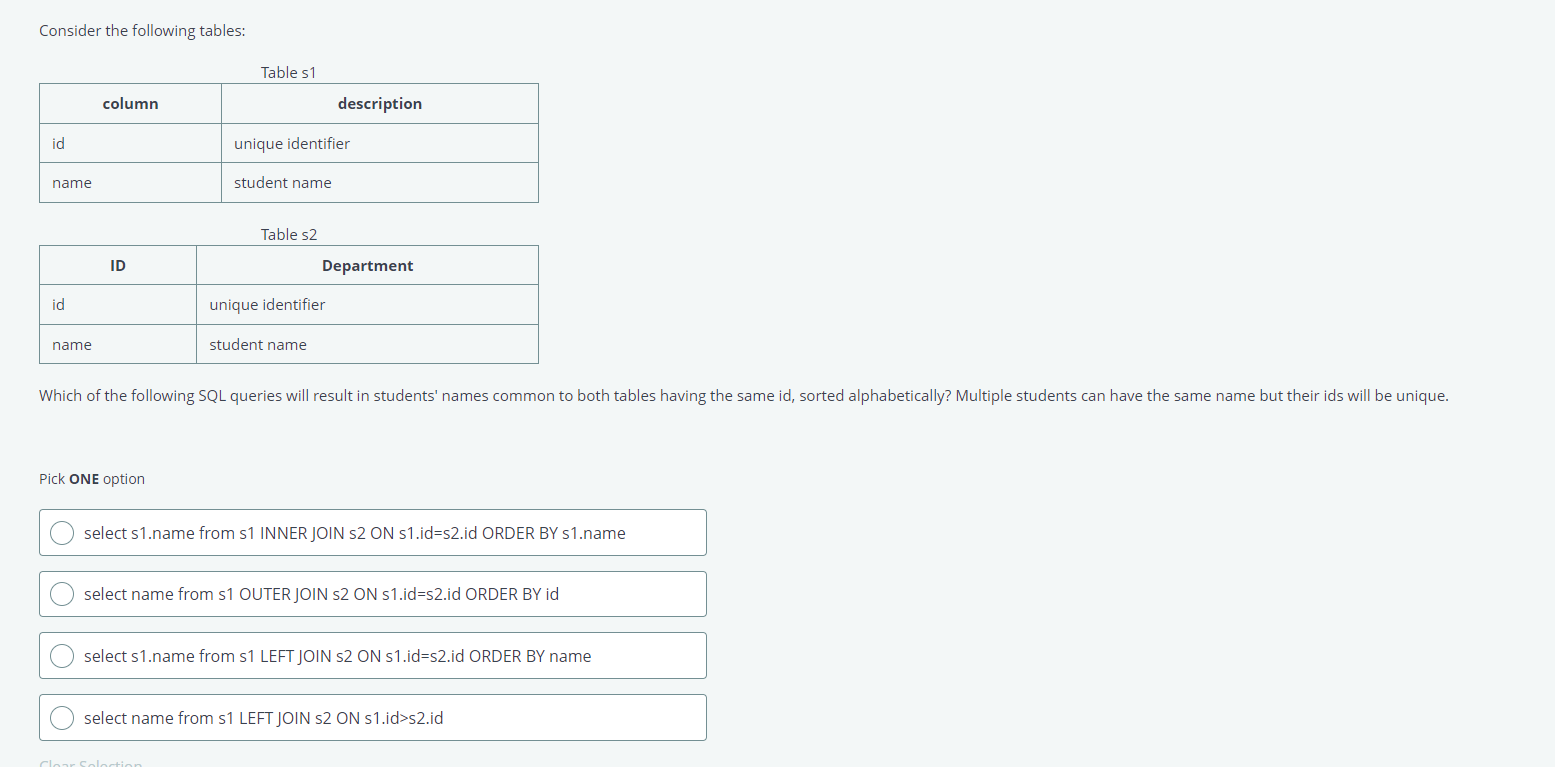 Consider the following tables:
Table s1
column description
id unique identifier
name student name
Table s2
ID Department
id unique identifier
name student name
Which of the following SQL queries will result in students' names common to both tables having the same id, sorted alphabetically? Multiple students can have the same name but their ids will be unique.
Pick ONE option
select s1.name from s1 INNER JOIN s2 ON s1.id=s2.id ORDER BY s1.name
select name from s1 OUTER JOIN s2 ON s1.id=s2.id ORDER BY id
select s1.name from s1 LEFT JOIN s2 ON s1.id=s2.id ORDER BY name
select name from s1 LEFT JOIN s2 ON s1.id>s2.id
Clear Selection